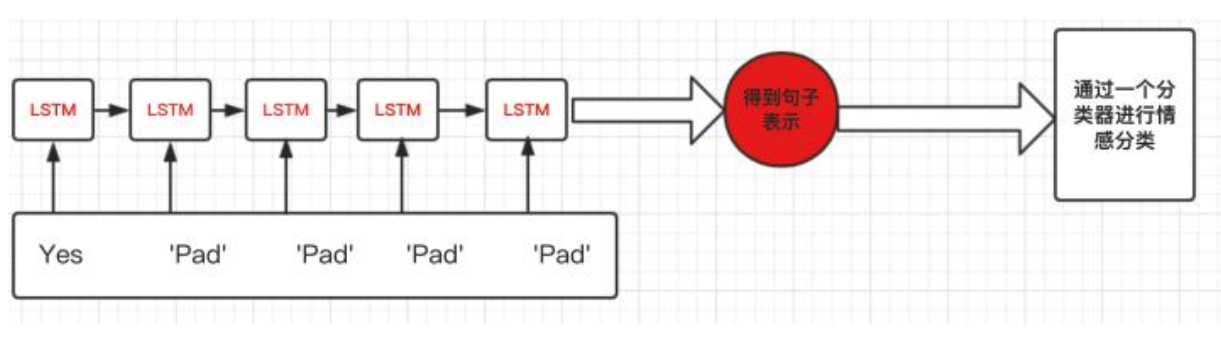 LSTM LSTM LSTM LSTM LSTM
得到句子
表示
通过一个分
类器进行情
感分类
Yes 'Pad' 'Pad' 'Pad' 'Pad'